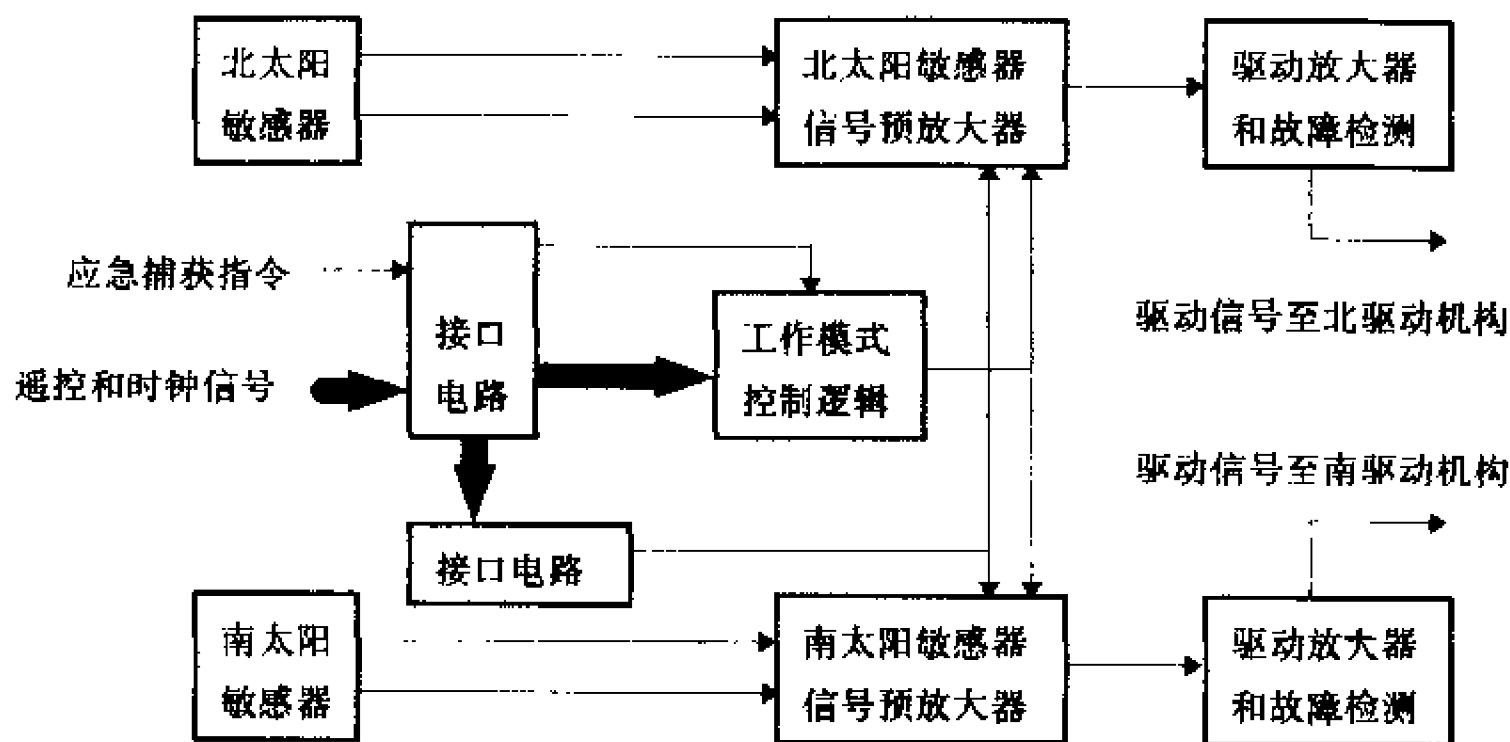 北太阳
敏感器
北太阳敏感器
信号预放大器
驱动放大器
和故障检测
应急捕获指令
接口
电路
工作模式
控制逻辑
驱动信号至北驱动机构
遥控和时钟信号
驱动信号至南驱动机构
接口电路
南太阳
敏感器
南太阳敏感器
信号预放大器
驱动放大器
和故障检测